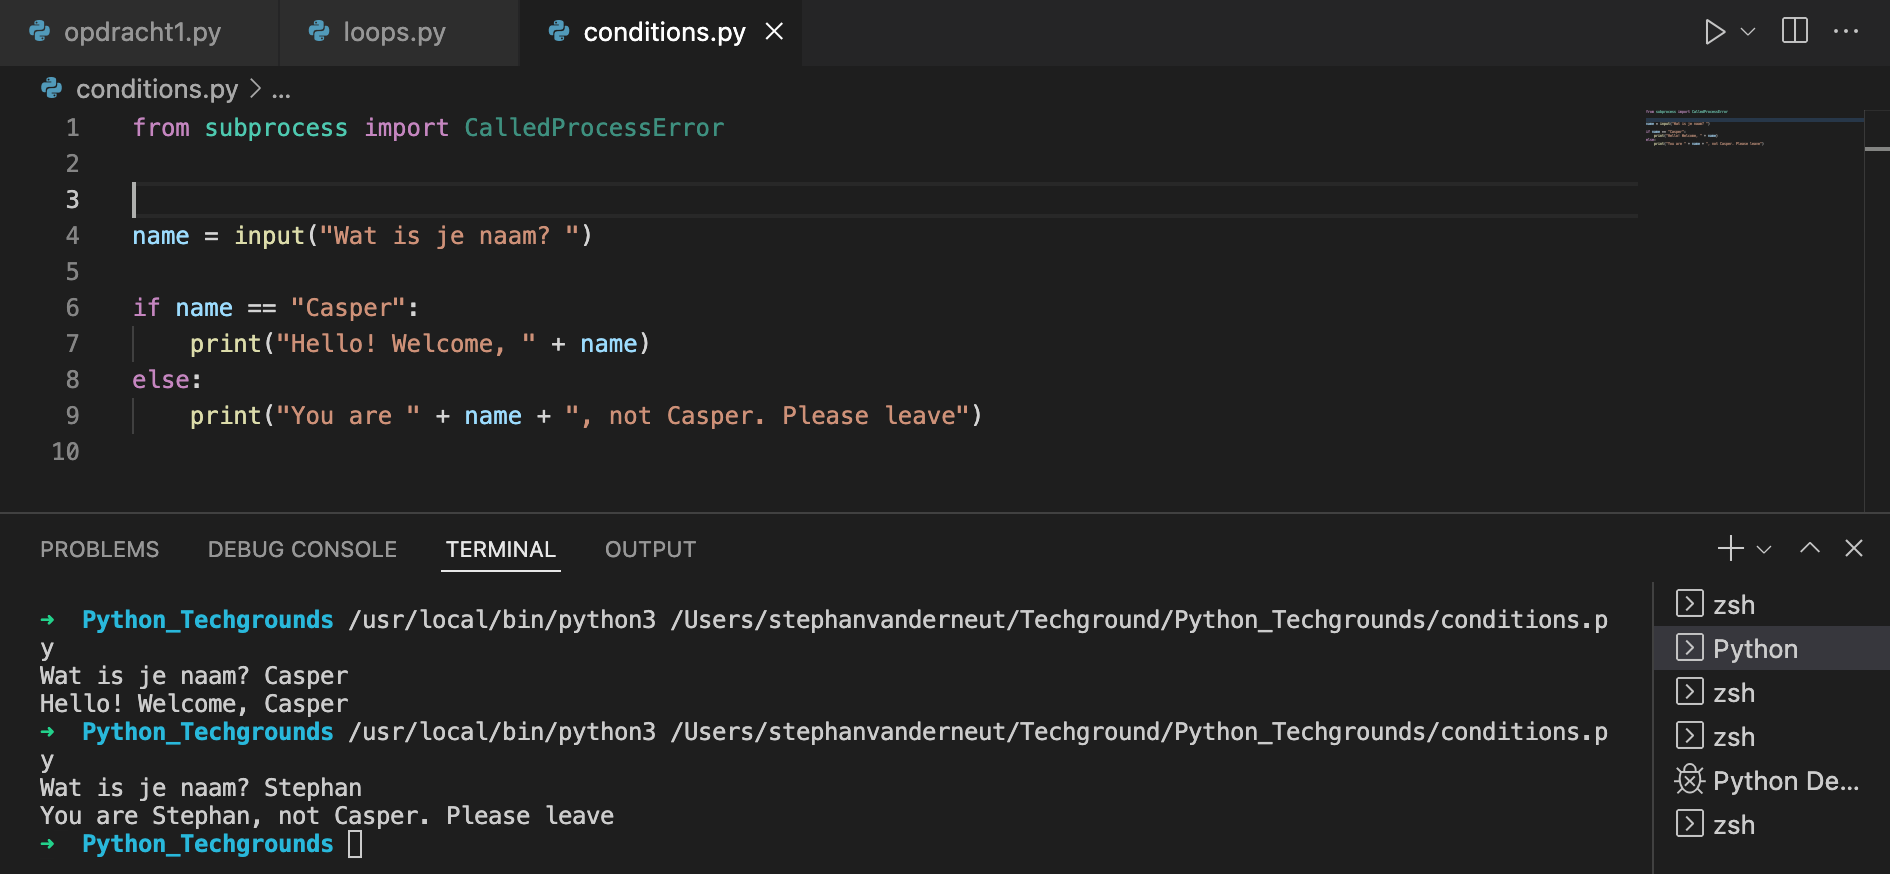 opdracht1.py loops.py conditions.py
conditions.py > ...
1 from subprocess import CalledProcessError
2
3
4 name = input("Wat is je naam? ")
5
6 if name == "Casper":
7 print("Hello! Welcome, " + name)
8 else:
9 print("You are " + name + ", not Casper. Please leave")
10
PROBLEMS DEBUG CONSOLE TERMINAL OUTPUT
➜ Python_Techgrounds /usr/local/bin/python3 /Users/stephanvanderneut/Techground/Python_Techgrounds/conditions.p
y
Wat is je naam? Casper
Hello! Welcome, Casper
➜ Python_Techgrounds /usr/local/bin/python3 /Users/stephanvanderneut/Techground/Python_Techgrounds/conditions.p
y
Wat is je naam? Stephan
You are Stephan, not Casper. Please leave
➜ Python_Techgrounds
zsh
Python
zsh
zsh
Python De...
zsh